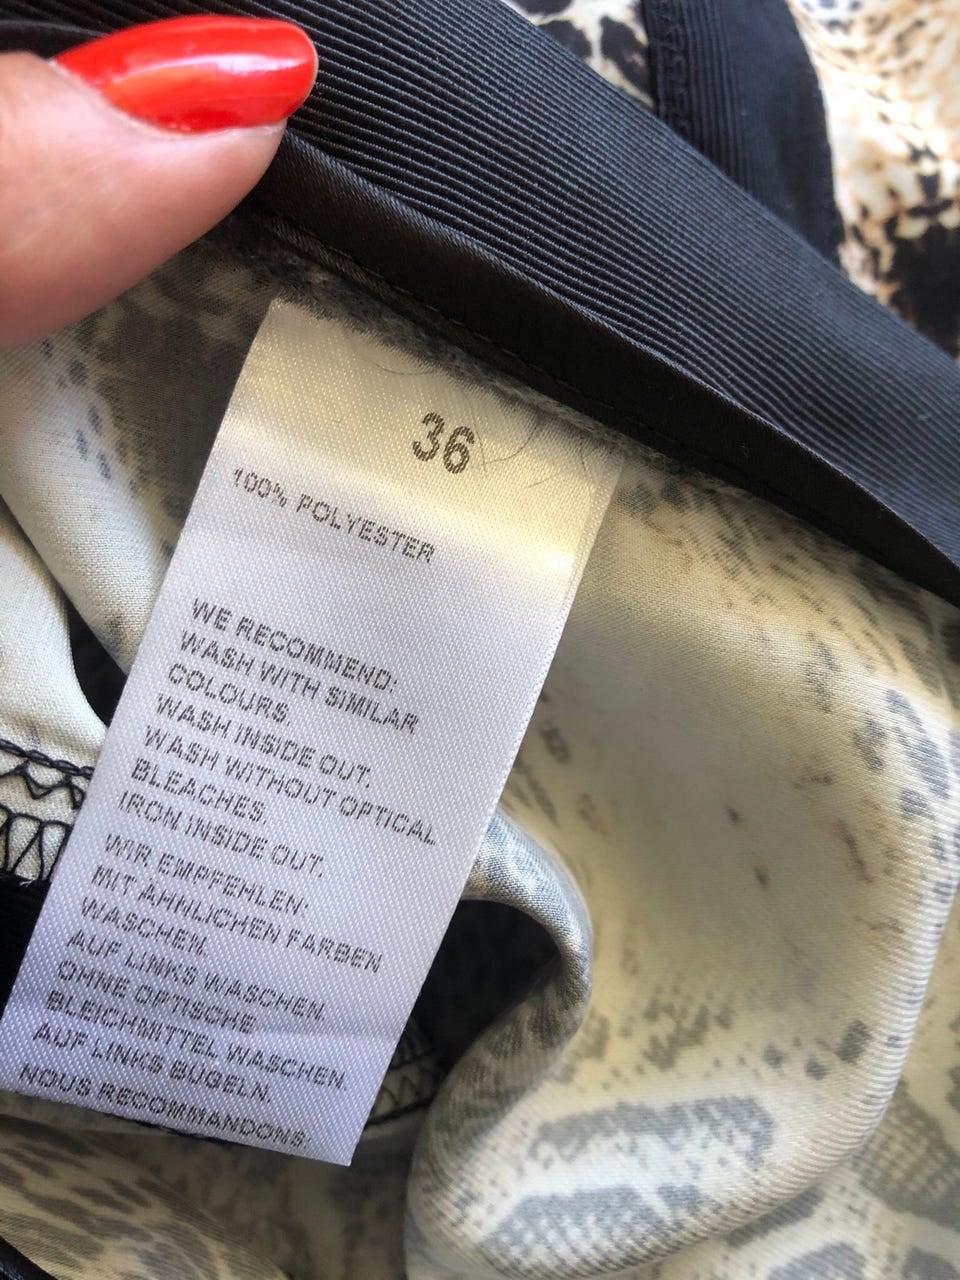 36
100% POLYESTER
WE RECOMMEND.
WASH WITH SIMILAR
COLOURS.
WASH INSIDE OUT.
WASH WITHOUT OPTICAL
BLEACHES.
IRON INSIDE OUT.
WIR EMPFEHLEN:
MIT ÄHNLICHEN FARBEN
WASCHEN.
AUF LINKS WASCHEN.
OHNE OPTISCHE
BLEICHMITTEL WASCHEN.
AUF LINKS BÜGELN.
NOUS RECOMMANDONS: